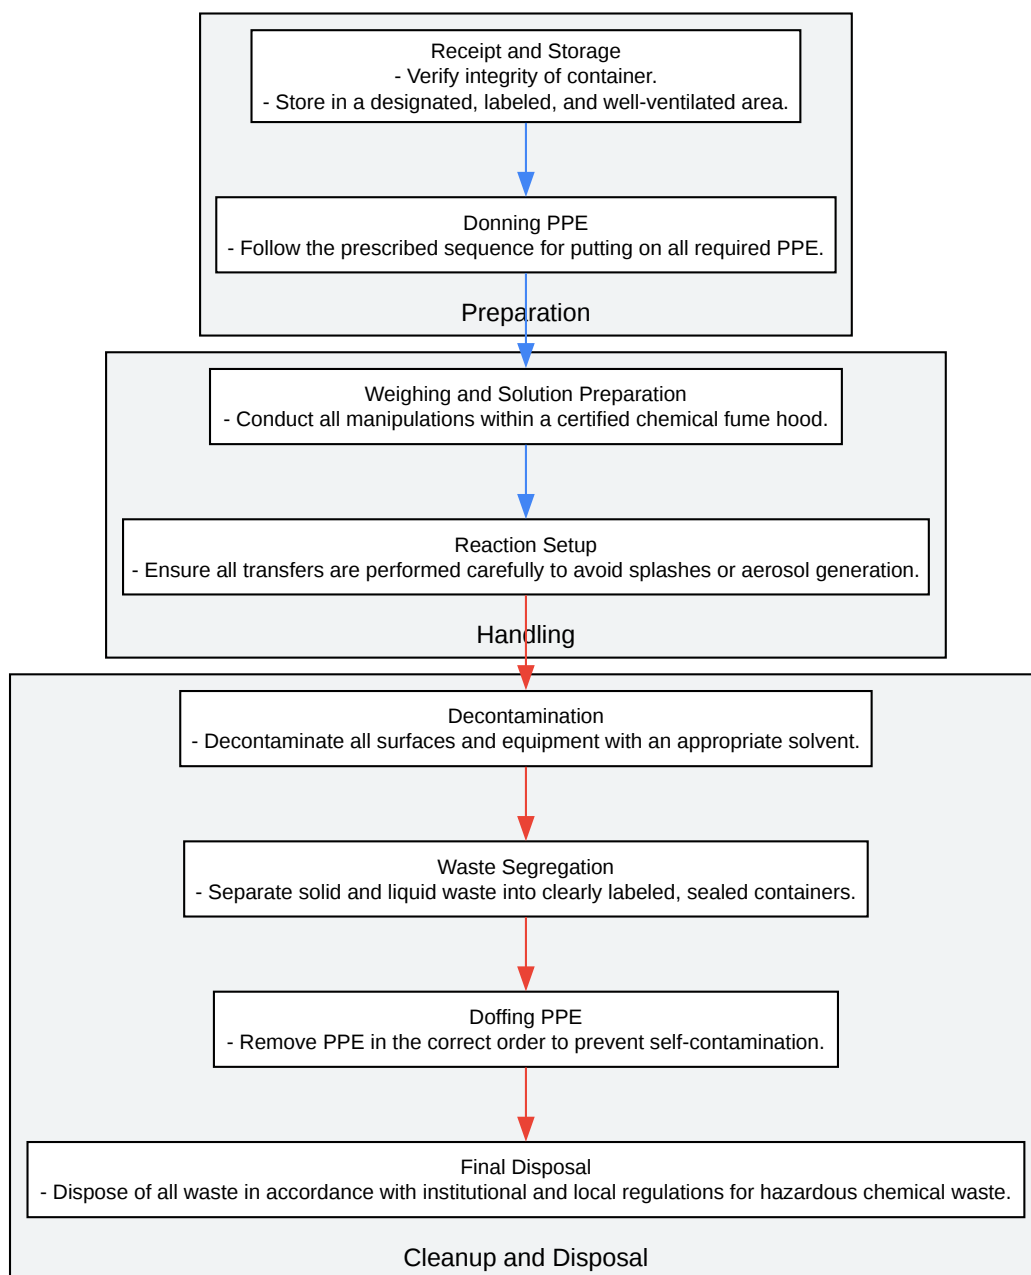 Receipt and Storage
- Verify integrity of container.
- Store in a designated, labeled, and well-ventilated area.
Donning PPE
- Follow the prescribed sequence for putting on all required PPE.
Preparation
Weighing and Solution Preparation
- Conduct all manipulations within a certified chemical fume hood.
Reaction Setup
- Ensure all transfers are performed carefully to avoid splashes or aerosol generation.
Handling
Decontamination
- Decontaminate all surfaces and equipment with an appropriate solvent.
Waste Segregation
- Separate solid and liquid waste into clearly labeled, sealed containers.
Doffing PPE
- Remove PPE in the correct order to prevent self-contamination.
Final Disposal
- Dispose of all waste in accordance with institutional and local regulations for hazardous chemical waste.
Cleanup and Disposal